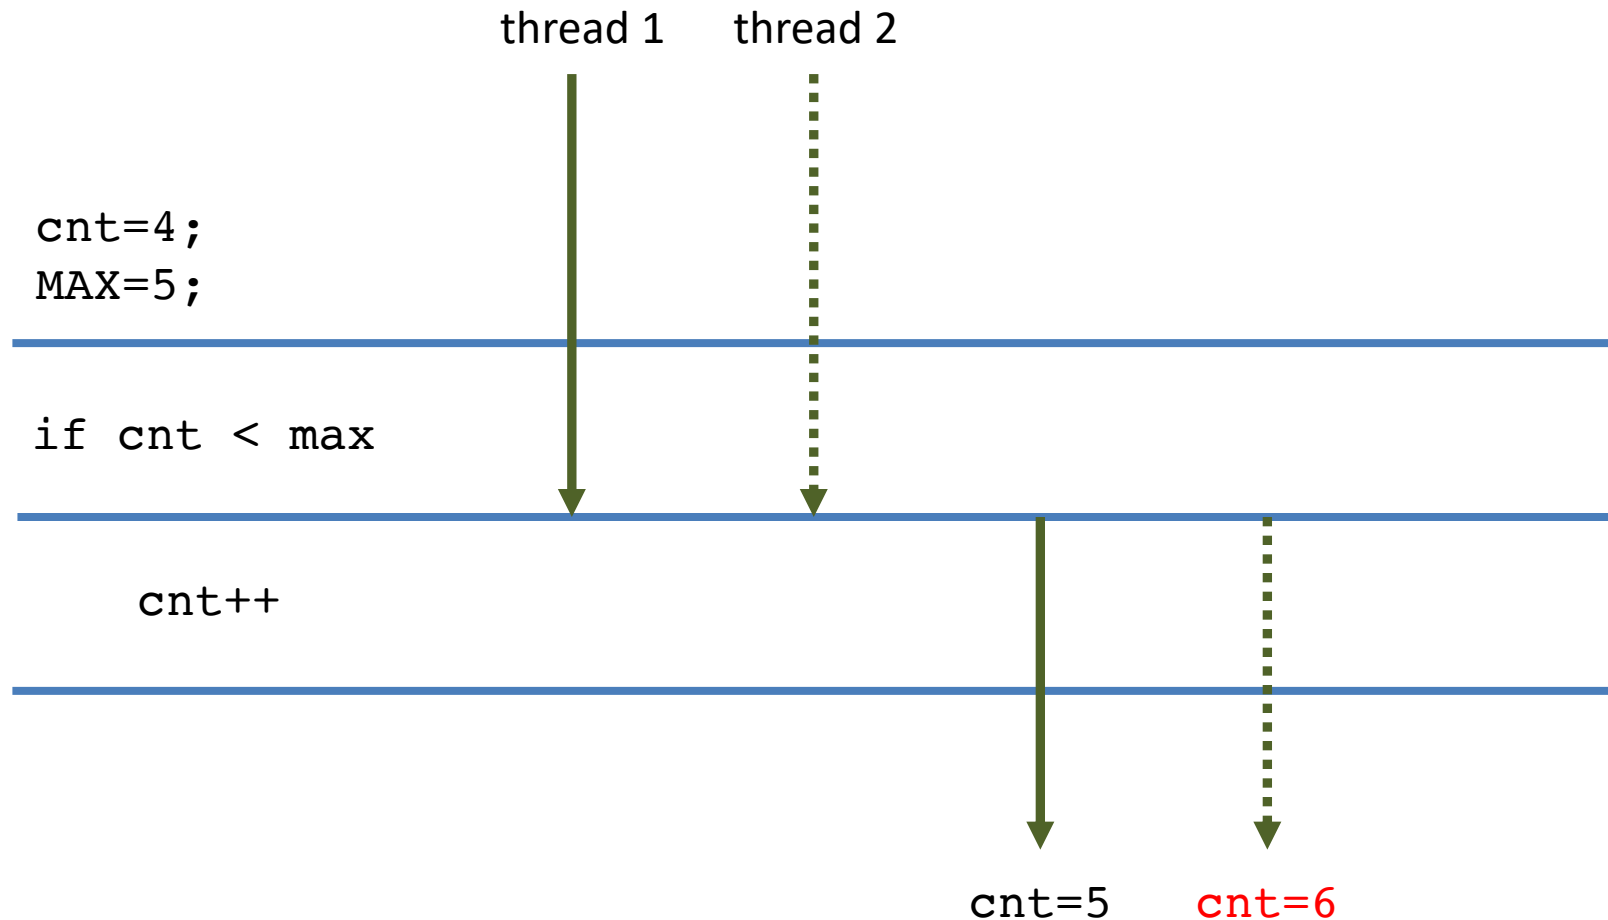 thread 1 thread 2
cnt=4;
MAX=5;
if cnt < max
cnt++
cnt=5 cnt=6